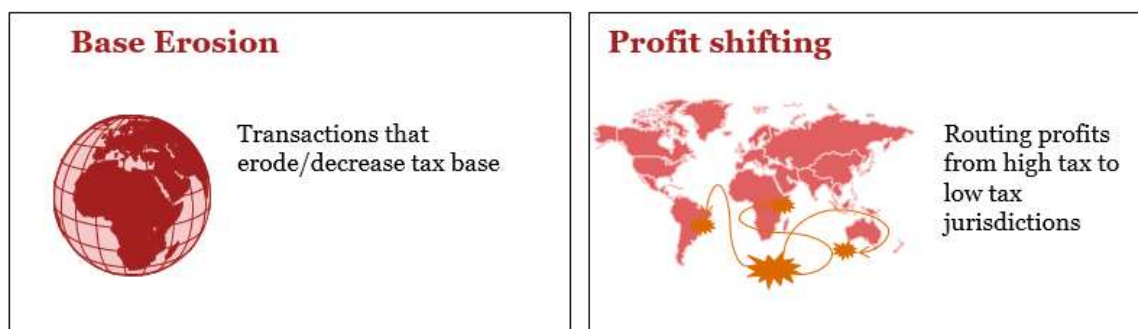 Base Erosion
Transactions that
erode/decrease tax base
Profit shifting
Routing profits
from high tax to
low tax
jurisdictions